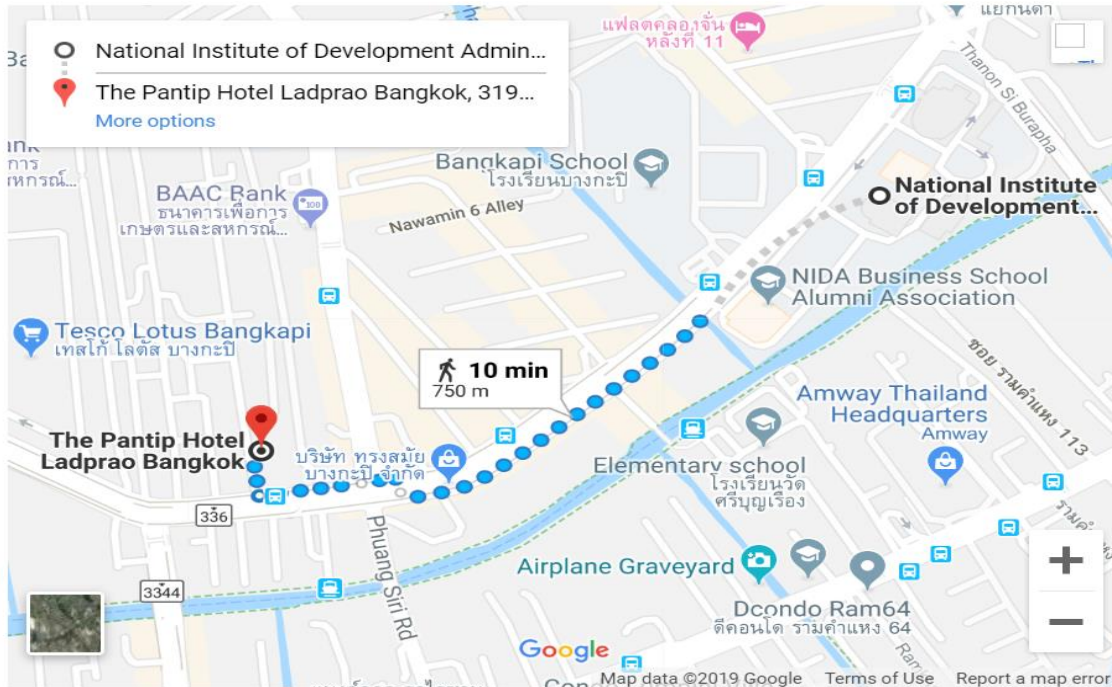 National Institute of Development Admin...
The Pantip Hotel Ladprao Bangkok, 319...
More options
แฟลตคลองจั่น
หลังที่ 11
แยกนิด้า
Thanon Si Burapha
Bangkapi School
โรงเรียนบางกะปิ
National Institute
of Development...
BAAC Bank
ธนาคารเพื่อการ
เกษตรและสหกรณ์...
Nawamin 6 Alley
NIDA Business School
Alumni Association
Tesco Lotus Bangkapi
เทสโก้ โลตัส บางกะปิ
10 min
750 m
ซอย รามคำแหง 113
Amway Thailand
Headquarters
Amway
The Pantip Hotel
Ladprao Bangkok
บริษัท ทรงสมัย
บางกะปิ จำกัด
Elementary school
โรงเรียนวัด
ศรีบุญเรือง
336
Phuang Siri Rd
3344
Airplane Graveyard
Dcondo Ram64
ดีคอนโด รามคำแหง 64
+
−
Google
Map data ©2019 Google
Terms of Use
Report a map error